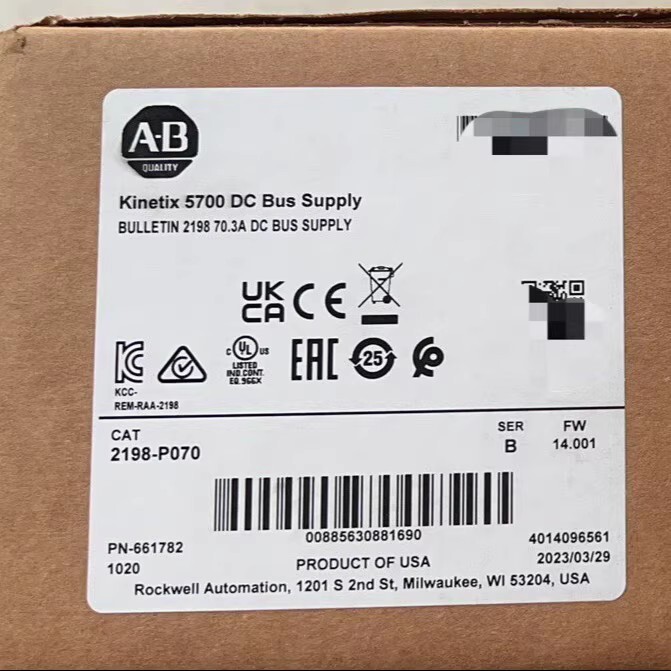 A-B
QUALITY
Kinetix 5700 DC Bus Supply
BULLETIN 2198 70.3A DC BUS SUPPLY
UK
CA
CE
KCC-
REM-RAA-2198
C UL US
LISTED
IND.CONT.
EQ.966X
EAC
25
CAT
2198-P070
SER
B
FW
14.001
00885630881690
PN-661782
1020
PRODUCT OF USA
4014096561
2023/03/29
Rockwell Automation, 1201 S 2nd St, Milwaukee, WI 53204, USA